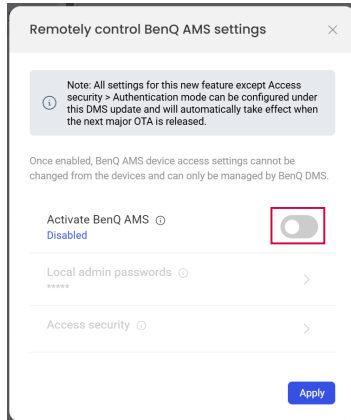 Remotely control BenQ AMS settings
Note: All settings for this new feature except Access
security > Authentication mode can be configured under
this DMS update and will automatically take effect when
the next major OTA is released.
Once enabled, BenQ AMS device access settings cannot be
changed from the devices and can only be managed by BenQ DMS.
Activate BenQ AMS
Disabled
Local admin passwords
*****
Access security
Apply